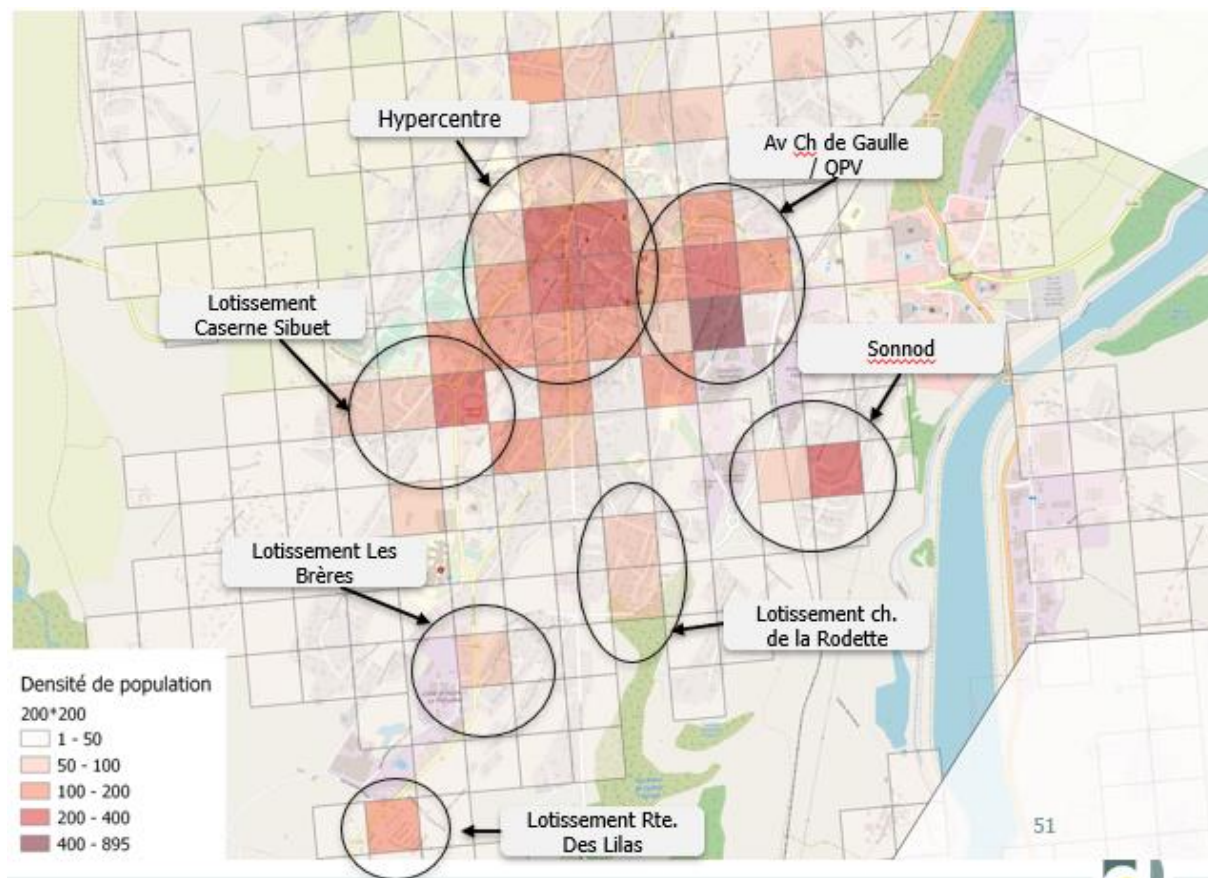 Hypercentre
Av Ch de Gaulle
/ QPV
Lotissement
Caserne Sibuet
Sonnod
Lotissement Les
Brères
Lotissement ch.
de la Rodette
Densité de population
200*200
1 - 50
50 - 100
100 - 200
200 - 400
400 - 895
Lotissement Rte.
Des Lilas
51